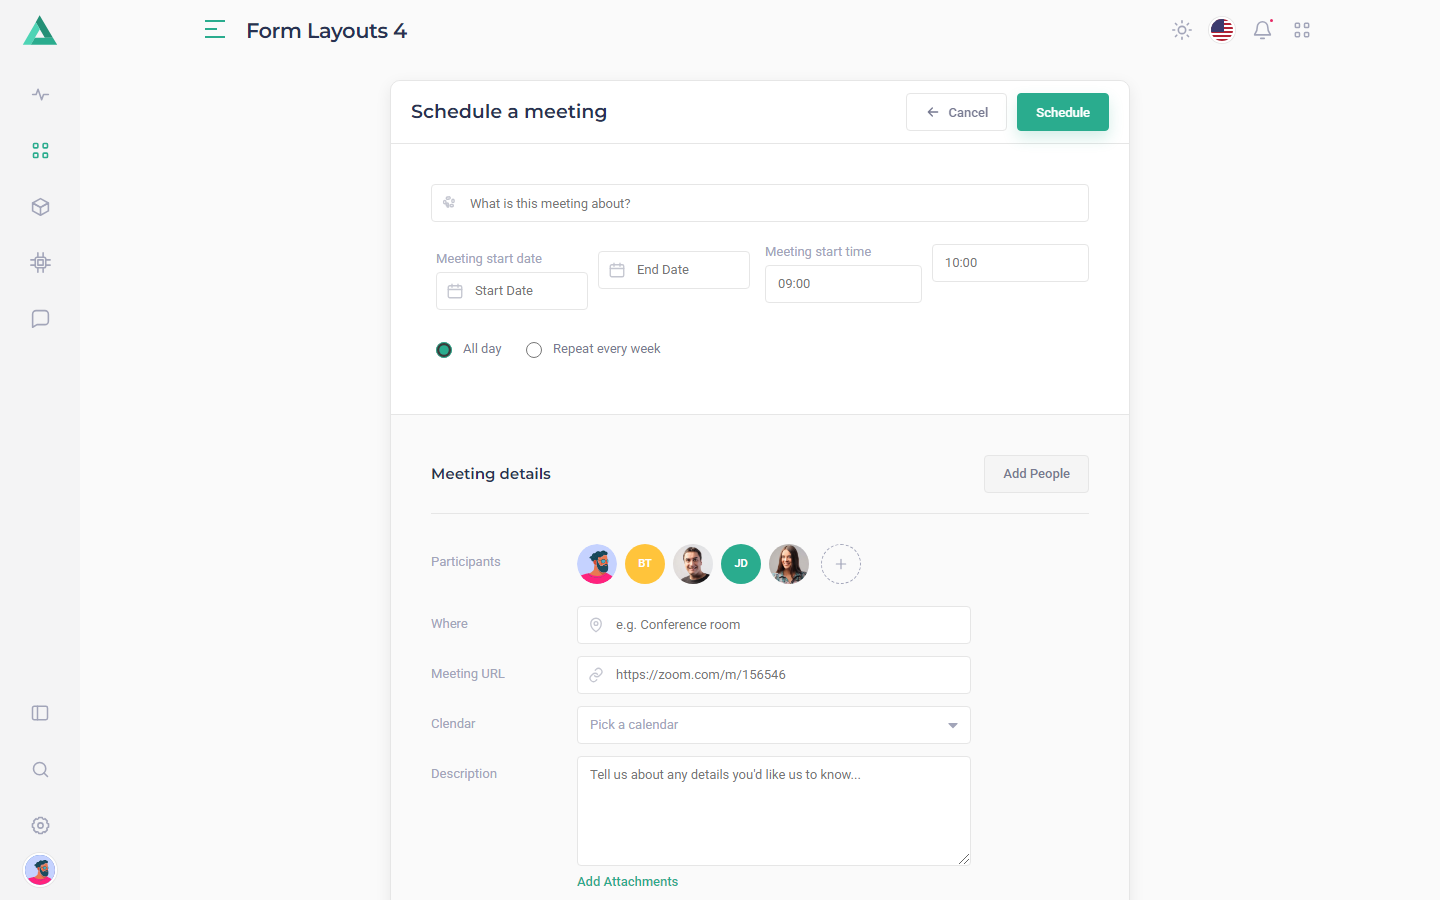 Form Layouts 4
Schedule a meeting
Cancel
Schedule
What is this meeting about?
Meeting start date
Start Date
End Date
Meeting start time
09:00
10:00
All day
Repeat every week
Meeting details
Add People
Participants
BT
JD
Where
e.g. Conference room
Meeting URL
https://zoom.com/m/156546
Clendar
Pick a calendar
Description
Tell us about any details you'd like us to know...
Add Attachments